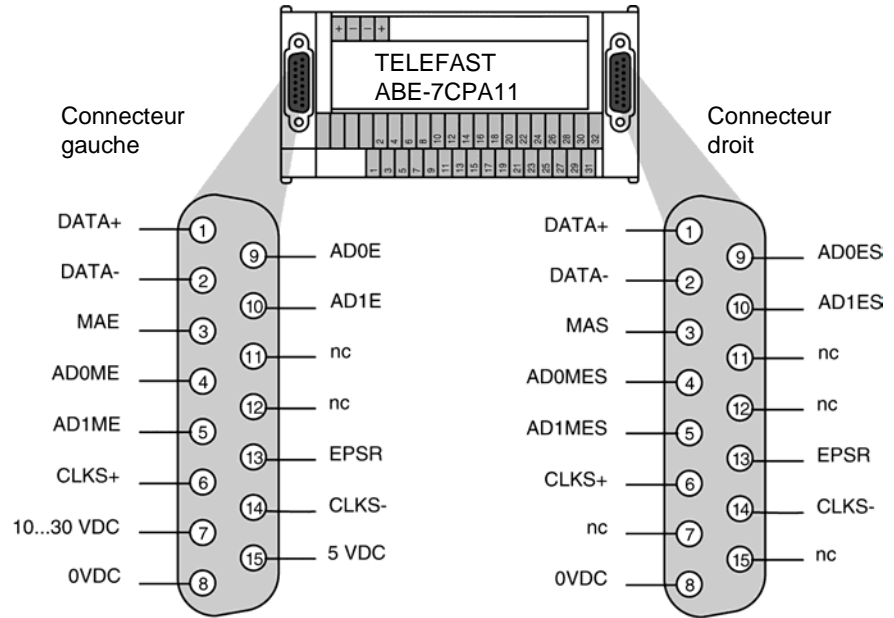 + – – +
TELEFAST
ABE-7CPA11
2 4 6 8 10 12 14 16 18 20 22 24 26 28 30 32
1 3 5 7 9 11 13 15 17 19 21 23 25 27 29 31
Connecteur
gauche
DATA+ 1
9 AD0E
DATA- 2
10 AD1E
MAE 3
11 nc
AD0ME 4
12 nc
AD1ME 5
13 EPSR
CLKS+ 6
14 CLKS-
10...30 VDC 7
15 5 VDC
0VDC 8
Connecteur
droit
DATA+ 1
9 AD0ES
DATA- 2
10 AD1ES
MAS 3
11 nc
AD0MES 4
12 nc
AD1MES 5
13 EPSR
CLKS+ 6
14 CLKS-
nc 7
15 nc
0VDC 8